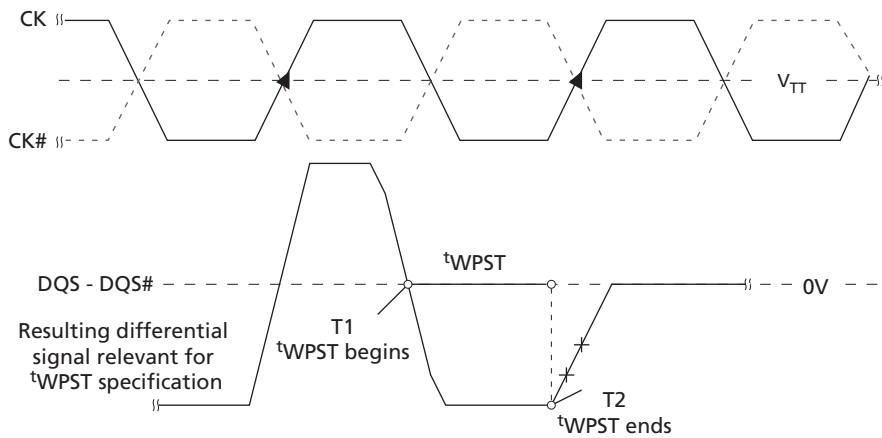 CK
V_TT
CK#
tWPST
DQS - DQS#
0V
T1
tWPST begins
Resulting differential
signal relevant for
tWPST specification
T2
tWPST ends